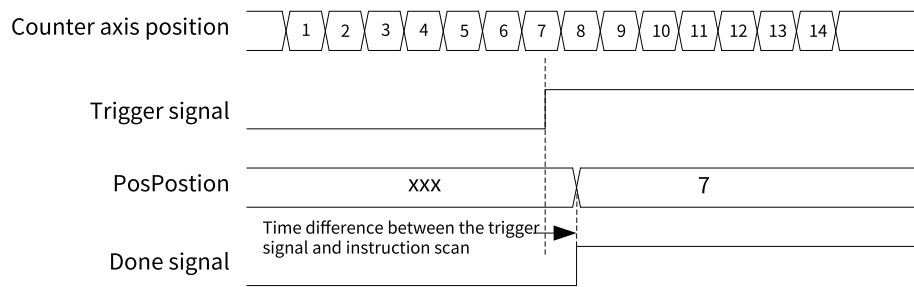 Counter axis position 1 2 3 4 5 6 7 8 9 10 11 12 13 14
Trigger signal
PosPostion xxx 7
Time difference between the trigger
signal and instruction scan
Done signal